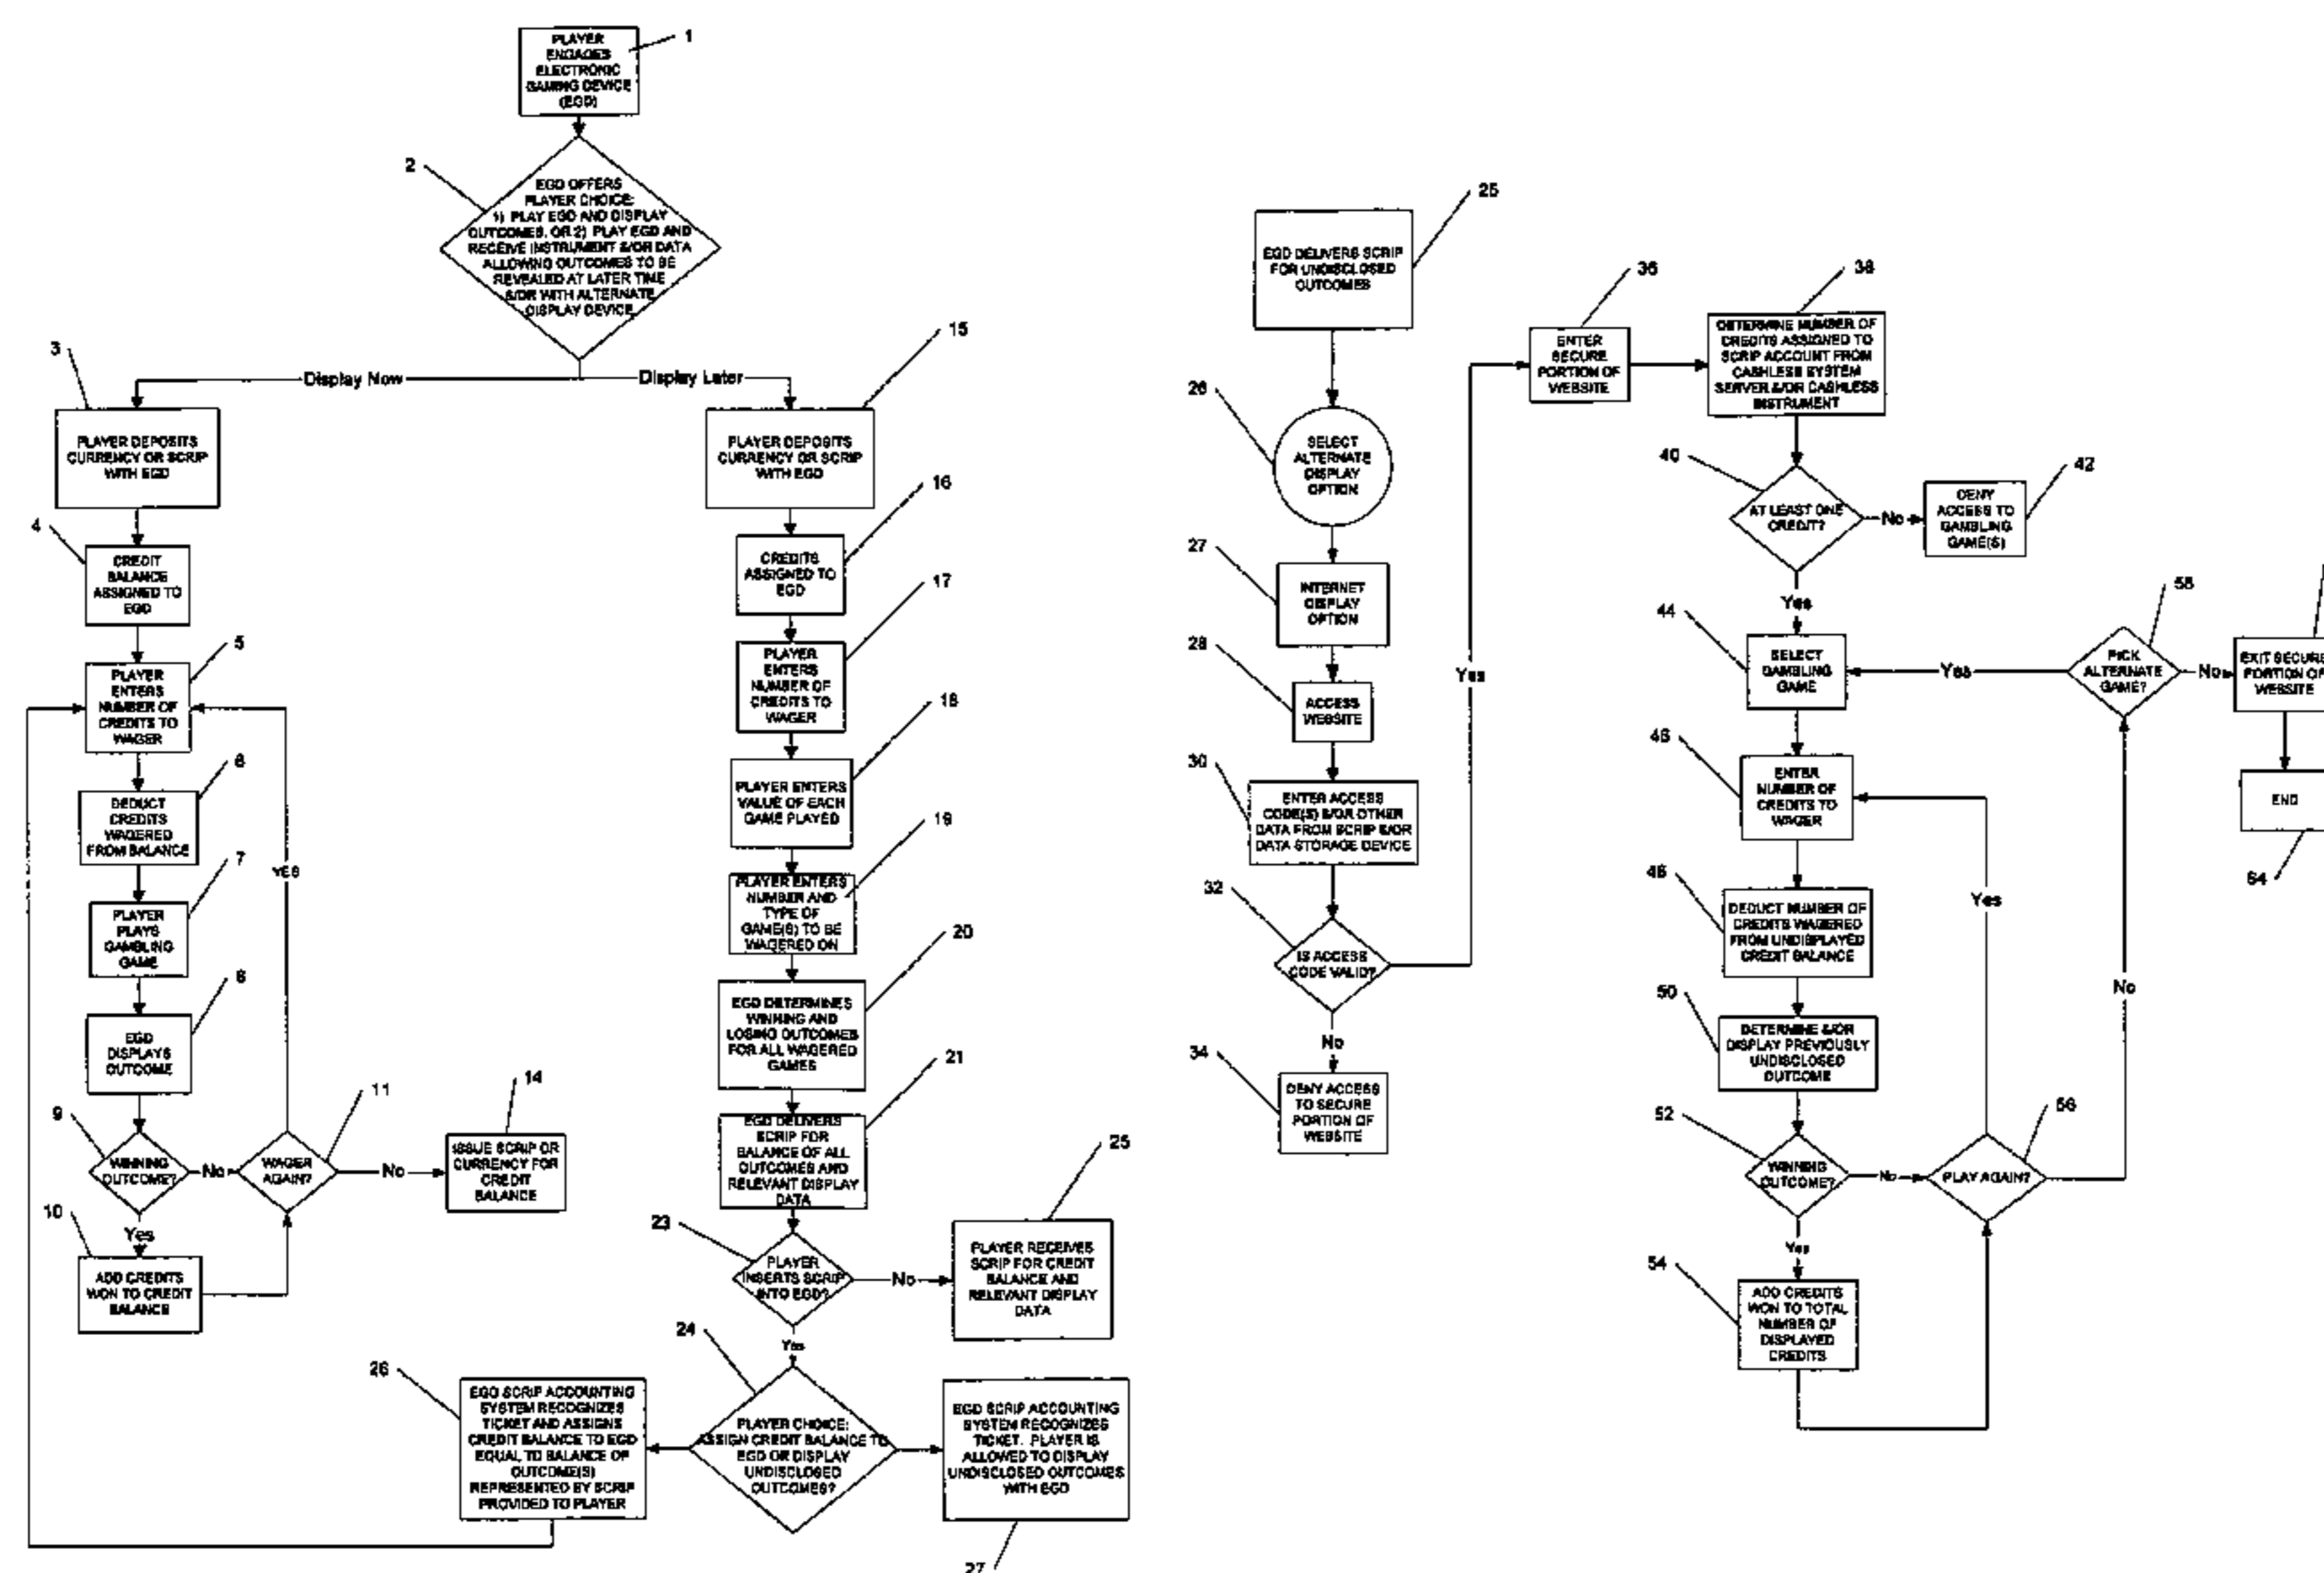 1
PLAYER
ENGAGES
ELECTRONIC
GAMING DEVICE
(EGD)
2
EGD OFFERS
PLAYER CHOICE:
1) PLAY EGD AND DISPLAY
OUTCOMES, OR 2) PLAY EGD AND
RECEIVE INSTRUMENT &/OR DATA
ALLOWING OUTCOMES TO BE
REVEALED AT LATER TIME
&/OR WITH ALTERNATE
DISPLAY DEVICE
Display Now
Display Later
3
PLAYER DEPOSITS
CURRENCY OR SCRIP
WITH EGD
4
CREDIT
BALANCE
ASSIGNED TO
EGD
5
PLAYER
ENTERS
NUMBER OF
CREDITS TO
WAGER
6
DEDUCT
CREDITS
WAGERED
FROM BALANCE
7
PLAYER
PLAYS
GAMBLING
GAME
8
EGD
DISPLAYS
OUTCOME
9
WINNING
OUTCOME?
No
Yes
10
ADD CREDITS
WON TO CREDIT
BALANCE
11
WAGER
AGAIN?
YES
No
14
ISSUE SCRIP OR
CURRENCY FOR
CREDIT
BALANCE
15
PLAYER DEPOSITS
CURRENCY OR SCRIP
WITH EGD
16
CREDITS
ASSIGNED TO
EGD
17
PLAYER
ENTERS
NUMBER OF
CREDITS TO
WAGER
18
PLAYER ENTERS
VALUE OF EACH
GAME PLAYED
19
PLAYER ENTERS
NUMBER AND
TYPE OF
GAME(S) TO BE
WAGERED ON
20
EGD DETERMINES
WINNING AND
LOSING OUTCOMES
FOR ALL WAGERED
GAMES
21
EGD DELIVERS
SCRIP FOR
BALANCE OF ALL
OUTCOMES AND
RELEVANT DISPLAY
DATA
23
PLAYER
INSERTS SCRIP
INTO EGD?
No
Yes
25
PLAYER RECEIVES
SCRIP FOR CREDIT
BALANCE AND
RELEVANT DISPLAY
DATA
24
PLAYER CHOICE:
ASSIGN CREDIT BALANCE TO
EGD OR DISPLAY
UNDISCLOSED
OUTCOMES?
26
EGD SCRIP ACCOUNTING
SYSTEM RECOGNIZES
TICKET AND ASSIGNS
CREDIT BALANCE TO EGD
EQUAL TO BALANCE OF
OUTCOME(S)
REPRESENTED BY SCRIP
PROVIDED TO PLAYER
EGD SCRIP ACCOUNTING
SYSTEM RECOGNIZES
TICKET. PLAYER IS
ALLOWED TO DISPLAY
UNDISCLOSED OUTCOMES
WITH EGD
27
25
EGD DELIVERS SCRIP
FOR UNDISCLOSED
OUTCOMES
26
SELECT
ALTERNATE
DISPLAY
OPTION
27
INTERNET
DISPLAY
OPTION
28
ACCESS
WEBSITE
30
ENTER ACCESS
CODE(S) &/OR OTHER
DATA FROM SCRIP &/OR
DATA STORAGE DEVICE
32
IS ACCESS
CODE VALID?
Yes
No
34
DENY ACCESS
TO SECURE
PORTION OF
WEBSITE
36
ENTER
SECURE
PORTION OF
WEBSITE
38
DETERMINE NUMBER OF
CREDITS ASSIGNED TO
SCRIP ACCOUNT FROM
CASHLESS SYSTEM
SERVER &/OR CASHLESS
INSTRUMENT
40
AT LEAST ONE
CREDIT?
No
42
DENY
ACCESS TO
GAMBLING
GAME(S)
Yes
44
SELECT
GAMBLING
GAME
46
ENTER
NUMBER OF
CREDITS TO
WAGER
48
DEDUCT NUMBER OF
CREDITS WAGERED
FROM UNDISPLAYED
CREDIT BALANCE
50
DETERMINE &/OR
DISPLAY PREVIOUSLY
UNDISCLOSED
OUTCOME
52
WINNING
OUTCOME?
No
Yes
54
ADD CREDITS
WON TO TOTAL
NUMBER OF
DISPLAYED
CREDITS
56
PLAY AGAIN?
Yes
No
58
PICK
ALTERNATE
GAME?
Yes
No
EXIT SECURE
PORTION OF
WEBSITE
END
64